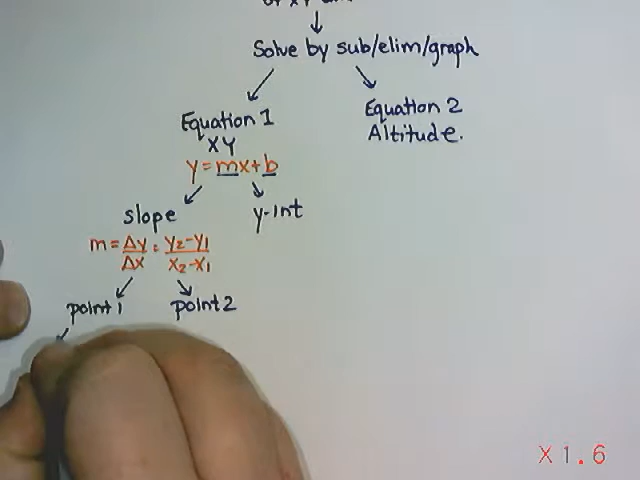 Solve by sub/elim/graph
Equation 1
XY
y = mx + b
Equation 2
Altitude.
slope
y-int
m = Δy/Δx = y₂-y₁/x₂-x₁
point 1
point 2
X1.6